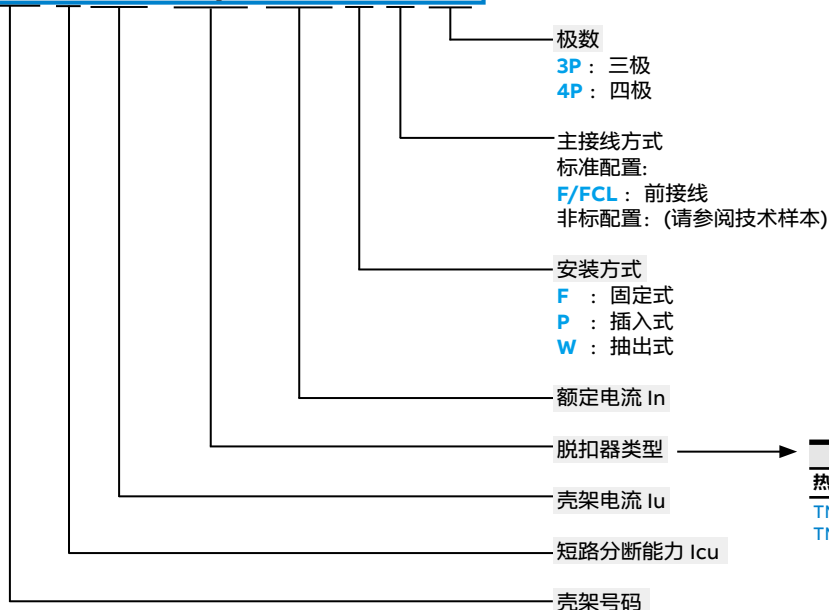 极数
3P： 三极
4P： 四极
主接线方式
标准配置:
F/FCL： 前接线
非标配置：(请参阅技术样本)
安装方式
F ：固定式
P ：插入式
W ：抽出式
额定电流 In
脱扣器类型
热
壳架电流 Iu
短路分断能力 Icu
壳架号码